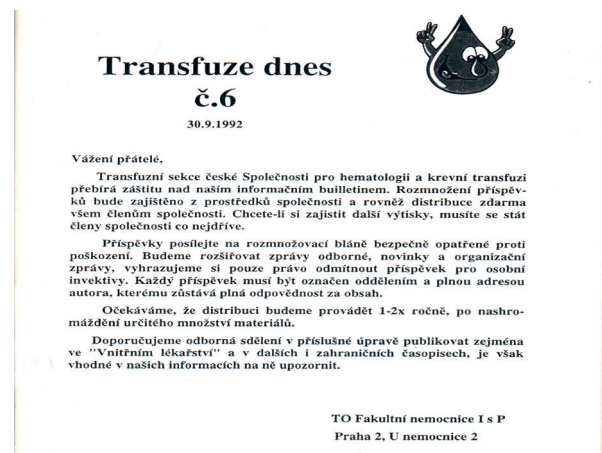 Transfuze dnes
č.6
30.9.1992
Vážení přátelé,
Transfuzní sekce české Společnosti pro hematologii a krevní transfuzi
přebírá záštitu nad naším informačním builletinem. Rozmnožení příspěv-
ků bude zajištěno z prostředků společnosti a rovněž distribuce zdarma
všem členům společnosti. Chcete-li si zajistit další výtisky, musíte se stát
členy společnosti co nejdříve.
Příspěvky posílejte na rozmnožovací bláně bezpečně opatřené proti
poškození. Budeme rozšiřovat zprávy odborné, novinky a organizační
zprávy, vyhrazujeme si pouze právo odmítnout příspěvek pro osobní
invektivy. Každý příspěvek musí být označen oddělením a plnou adresou
autora, kterému zůstává plná odpovědnost za obsah.
Očekáváme, že distribuci budeme provádět 1-2x ročně, po nashro-
máždění určitého množství materiálů.
Doporučujeme odborná sdělení v příslušné úpravě publikovat zejména
ve "Vnitřním lékařství" a v dalších i zahraničních časopisech, je však
vhodné v našich informacích na ně upozornit.
TO Fakultní nemocnice I s P
Praha 2, U nemocnice 2